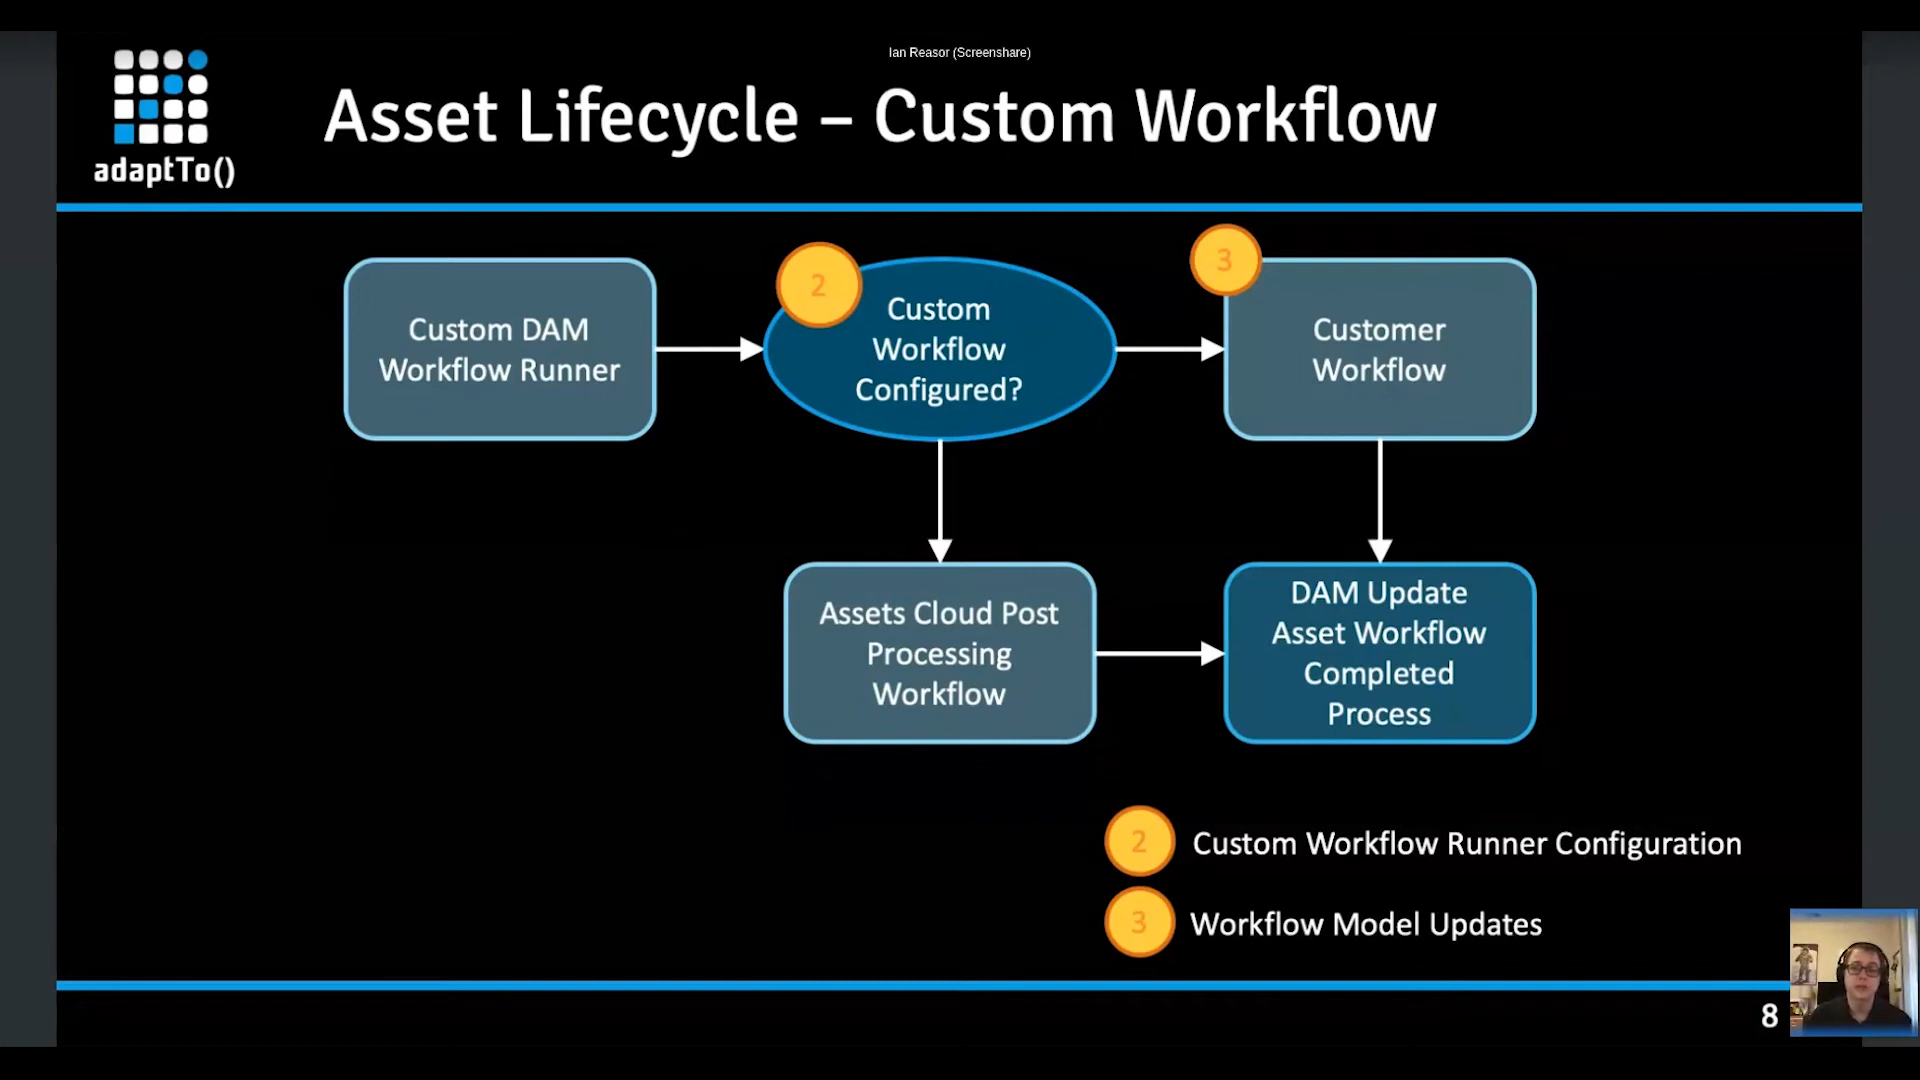 Ian Reasor (Screenshare)
adaptTo()
Asset Lifecycle – Custom Workflow
Custom DAM
Workflow Runner
2
Custom
Workflow
Configured?
3
Customer
Workflow
Assets Cloud Post
Processing
Workflow
DAM Update
Asset Workflow
Completed
Process
2 Custom Workflow Runner Configuration
3 Workflow Model Updates
8